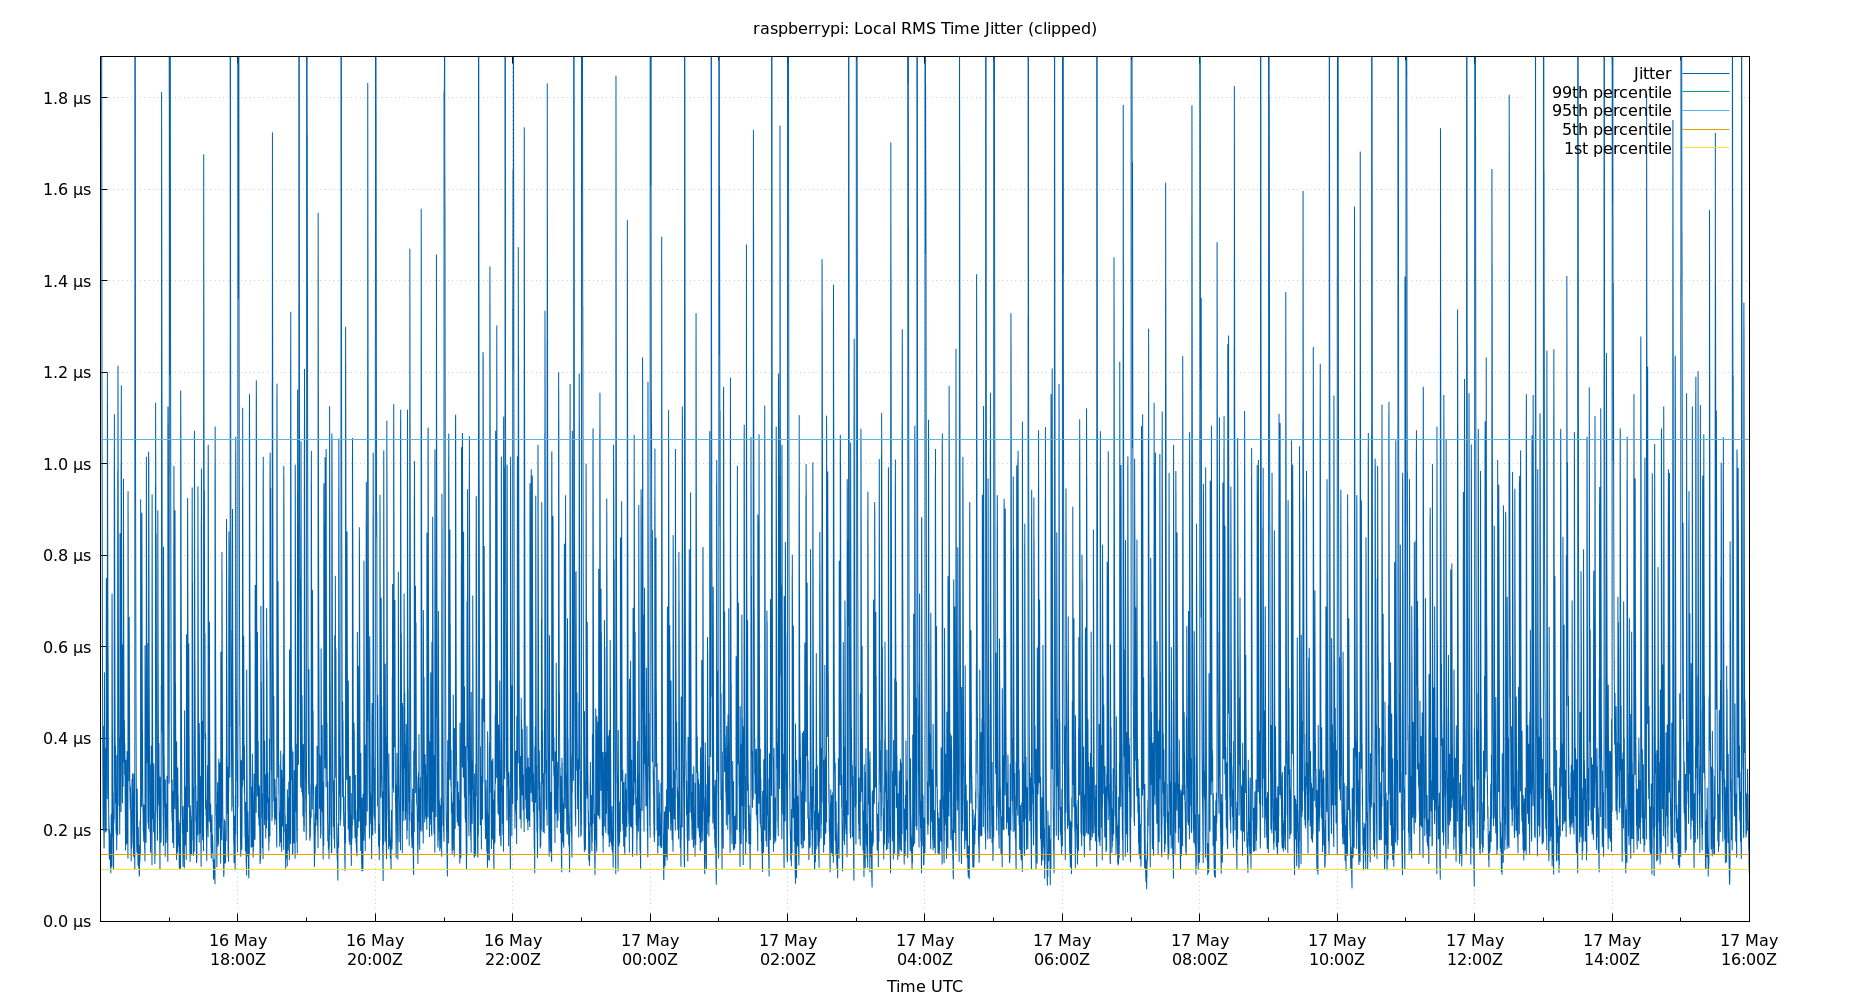 raspberrypi: Local RMS Time Jitter (clipped)
Jitter
99th percentile
95th percentile
5th percentile
1st percentile
1.8 μs
1.6 μs
1.4 μs
1.2 μs
1.0 μs
0.8 μs
0.6 μs
0.4 μs
0.2 μs
0.0 μs
16 May 16 May 16 May 17 May 17 May 17 May 17 May 17 May 17 May 17 May 17 May 17 May
18:00Z 20:00Z 22:00Z 00:00Z 02:00Z 04:00Z 06:00Z 08:00Z 10:00Z 12:00Z 14:00Z 16:00Z
Time UTC